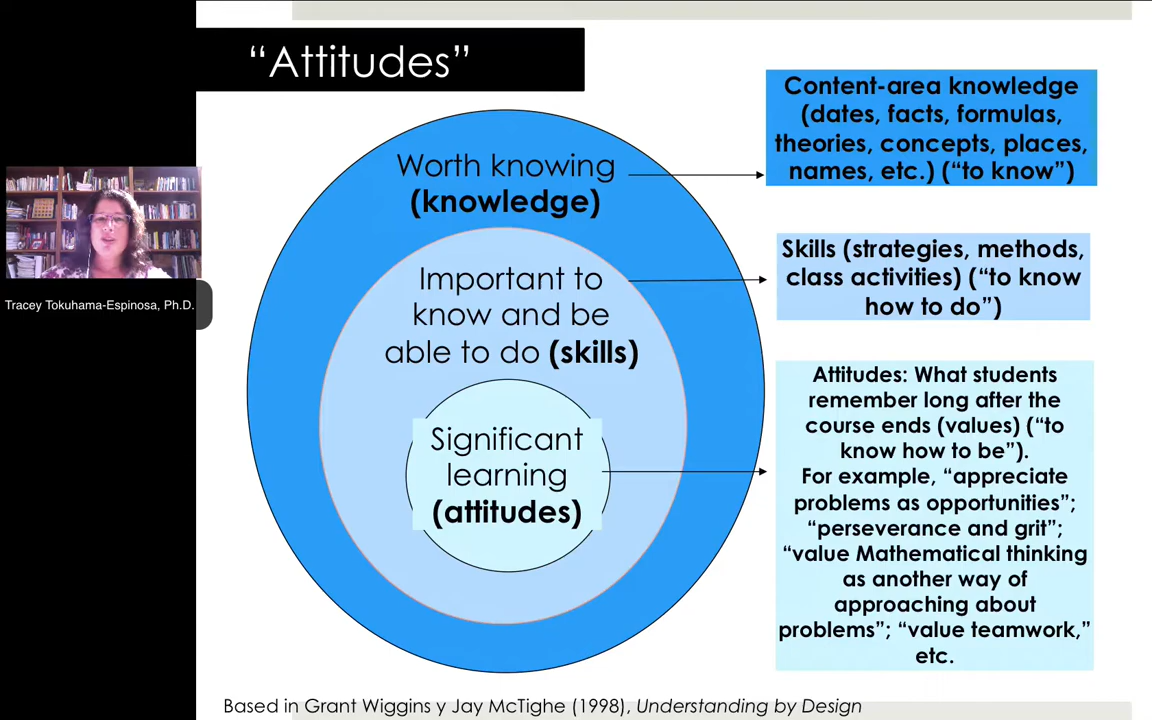 “Attitudes”
Content-area knowledge
(dates, facts, formulas,
theories, concepts, places,
names, etc.) (“to know”)
Worth knowing
(knowledge)
Skills (strategies, methods,
class activities) (“to know
how to do”)
Important to
know and be
able to do (skills)
Tracey Tokuhama-Espinosa, Ph.D.
Attitudes: What students
remember long after the
course ends (values) (“to
know how to be”).
For example, “appreciate
problems as opportunities”;
“perseverance and grit”;
“value Mathematical thinking
as another way of
approaching about
problems”; “value teamwork,”
etc.
Significant
learning
(attitudes)
Based in Grant Wiggins y Jay McTighe (1998), Understanding by Design